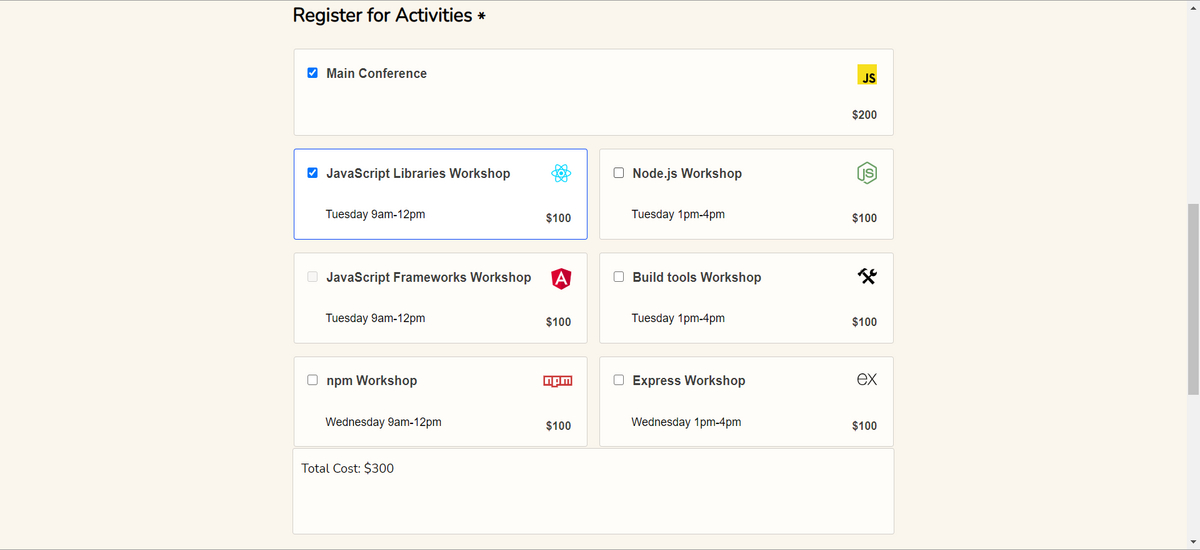 Register for Activities *
Main Conference
JS
$200
JavaScript Libraries Workshop
Tuesday 9am-12pm
$100
Node.js Workshop
JS
Tuesday 1pm-4pm
$100
JavaScript Frameworks Workshop
A
Tuesday 9am-12pm
$100
Build tools Workshop
Tuesday 1pm-4pm
$100
npm Workshop
npm
Wednesday 9am-12pm
$100
Express Workshop
ex
Wednesday 1pm-4pm
$100
Total Cost: $300